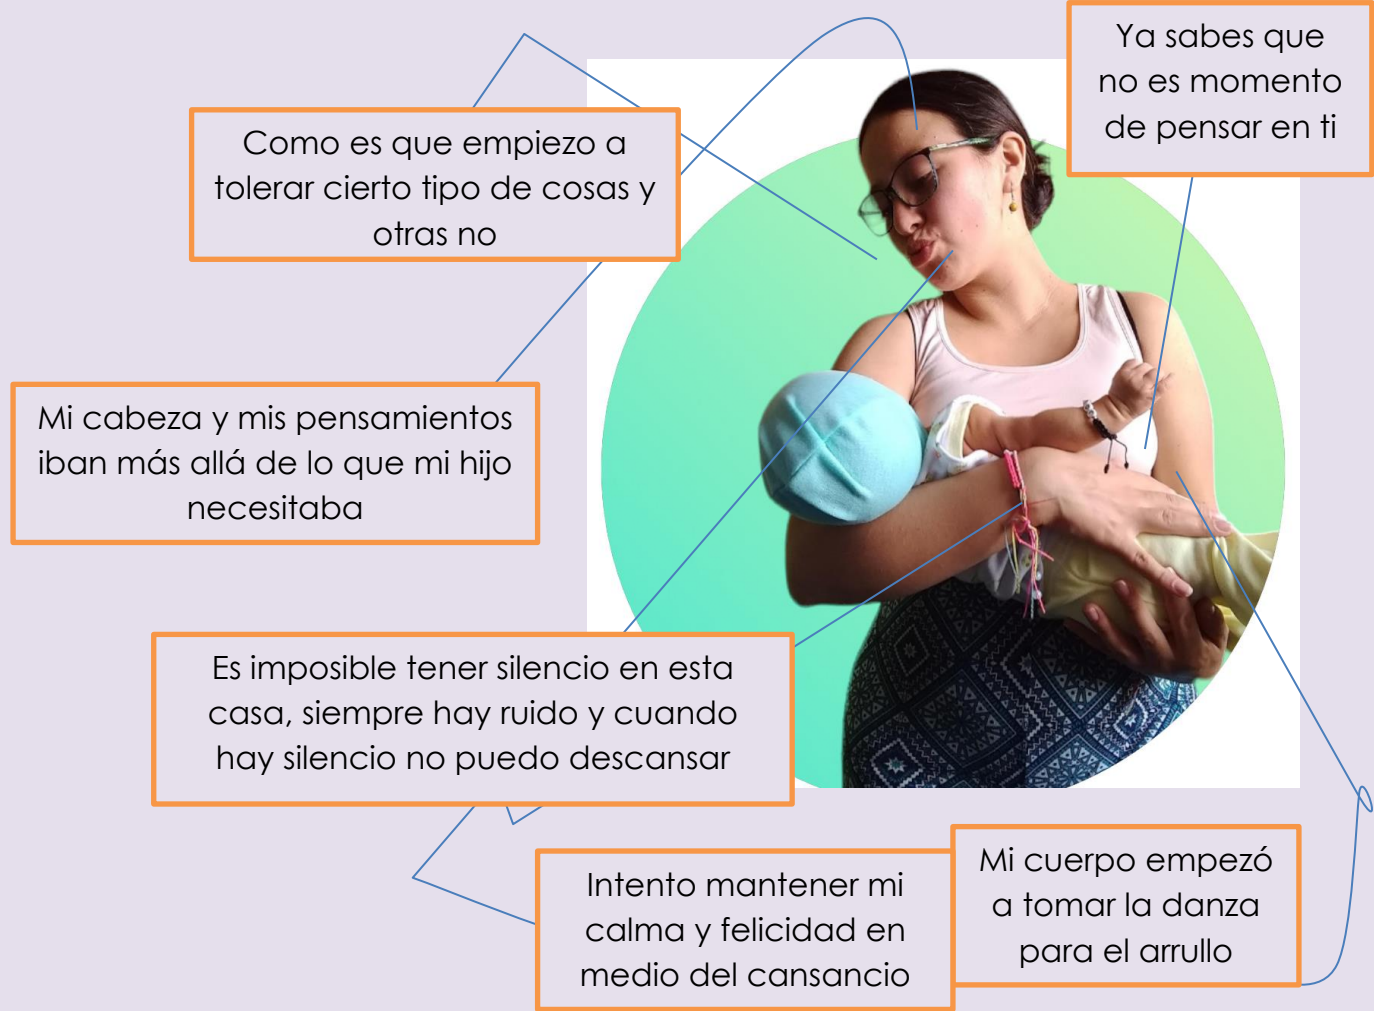 Ya sabes que
no es momento
de pensar en ti
Como es que empiezo a
tolerar cierto tipo de cosas y
otras no
Mi cabeza y mis pensamientos
iban más allá de lo que mi hijo
necesitaba
Es imposible tener silencio en esta
casa, siempre hay ruido y cuando
hay silencio no puedo descansar
Intento mantener mi
calma y felicidad en
medio del cansancio
Mi cuerpo empezó
a tomar la danza
para el arrullo